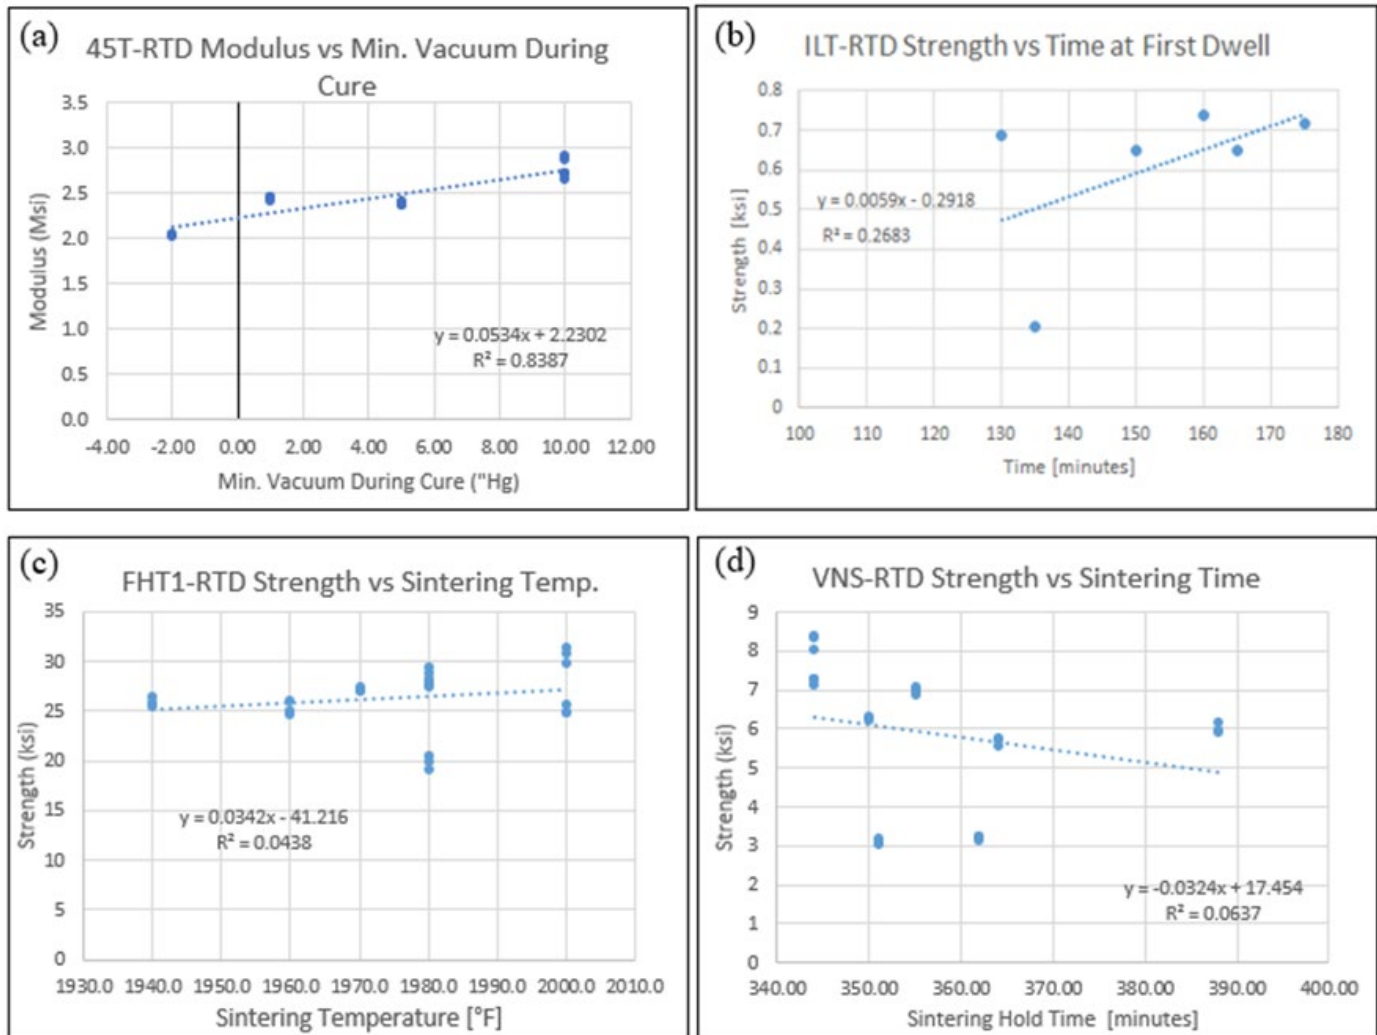 (a)
45T-RTD Modulus vs Min. Vacuum During
Cure
Modulus (Msi)
3.5
3.0
2.5
2.0
1.5
1.0
0.5
0.0
y = 0.0534x + 2.2302
R² = 0.8387
-4.00 -2.00 0.00 2.00 4.00 6.00 8.00 10.00 12.00
Min. Vacuum During Cure ("Hg)
(b)
ILT-RTD Strength vs Time at First Dwell
Strength [ksi]
0.8
0.7
0.6
0.5
0.4
0.3
0.2
0.1
0
y = 0.0059x - 0.2918
R² = 0.2683
100 110 120 130 140 150 160 170 180
Time [minutes]
(c)
FHT1-RTD Strength vs Sintering Temp.
Strength (ksi)
35
30
25
20
15
10
5
0
y = 0.0342x - 41.216
R² = 0.0438
1930.0 1940.0 1950.0 1960.0 1970.0 1980.0 1990.0 2000.0 2010.0
Sintering Temperature [°F]
(d)
VNS-RTD Strength vs Sintering Time
Strength (ksi)
9
8
7
6
5
4
3
2
1
0
y = -0.0324x + 17.454
R² = 0.0637
340.00 350.00 360.00 370.00 380.00 390.00 400.00
Sintering Hold Time [minutes]